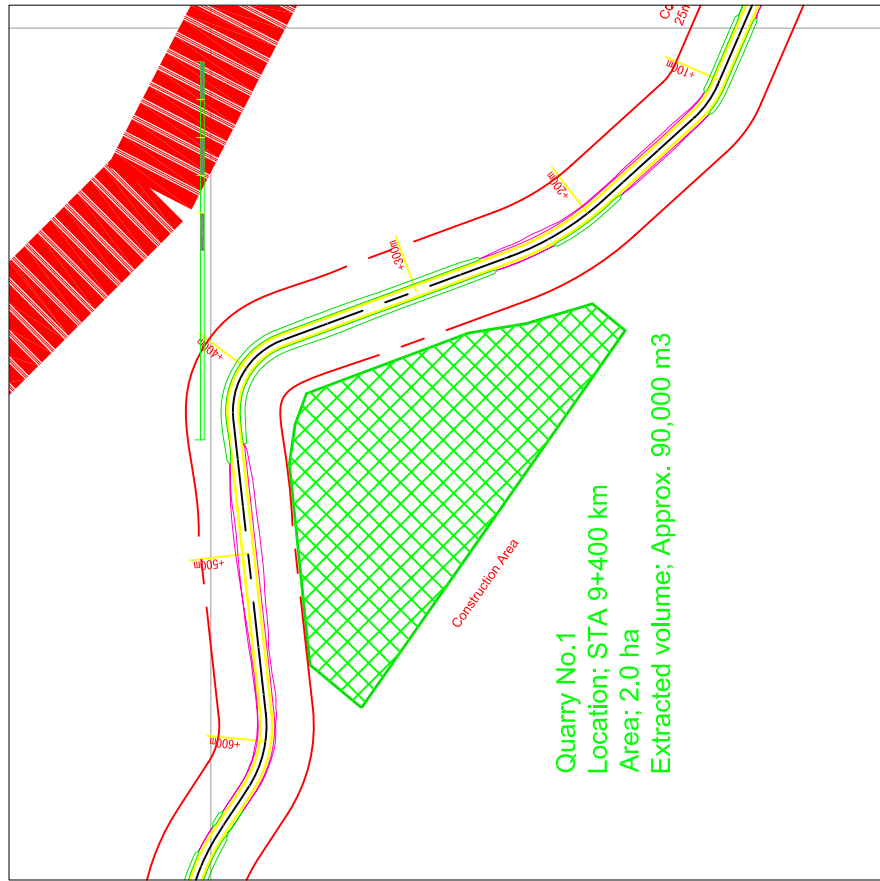 Co
25m
+100m
+200m
+300m
+400m
+500m
+600m
Construction Area
Quarry No.1
Location; STA 9+400 km
Area; 2.0 ha
Extracted volume; Approx. 90,000 m3